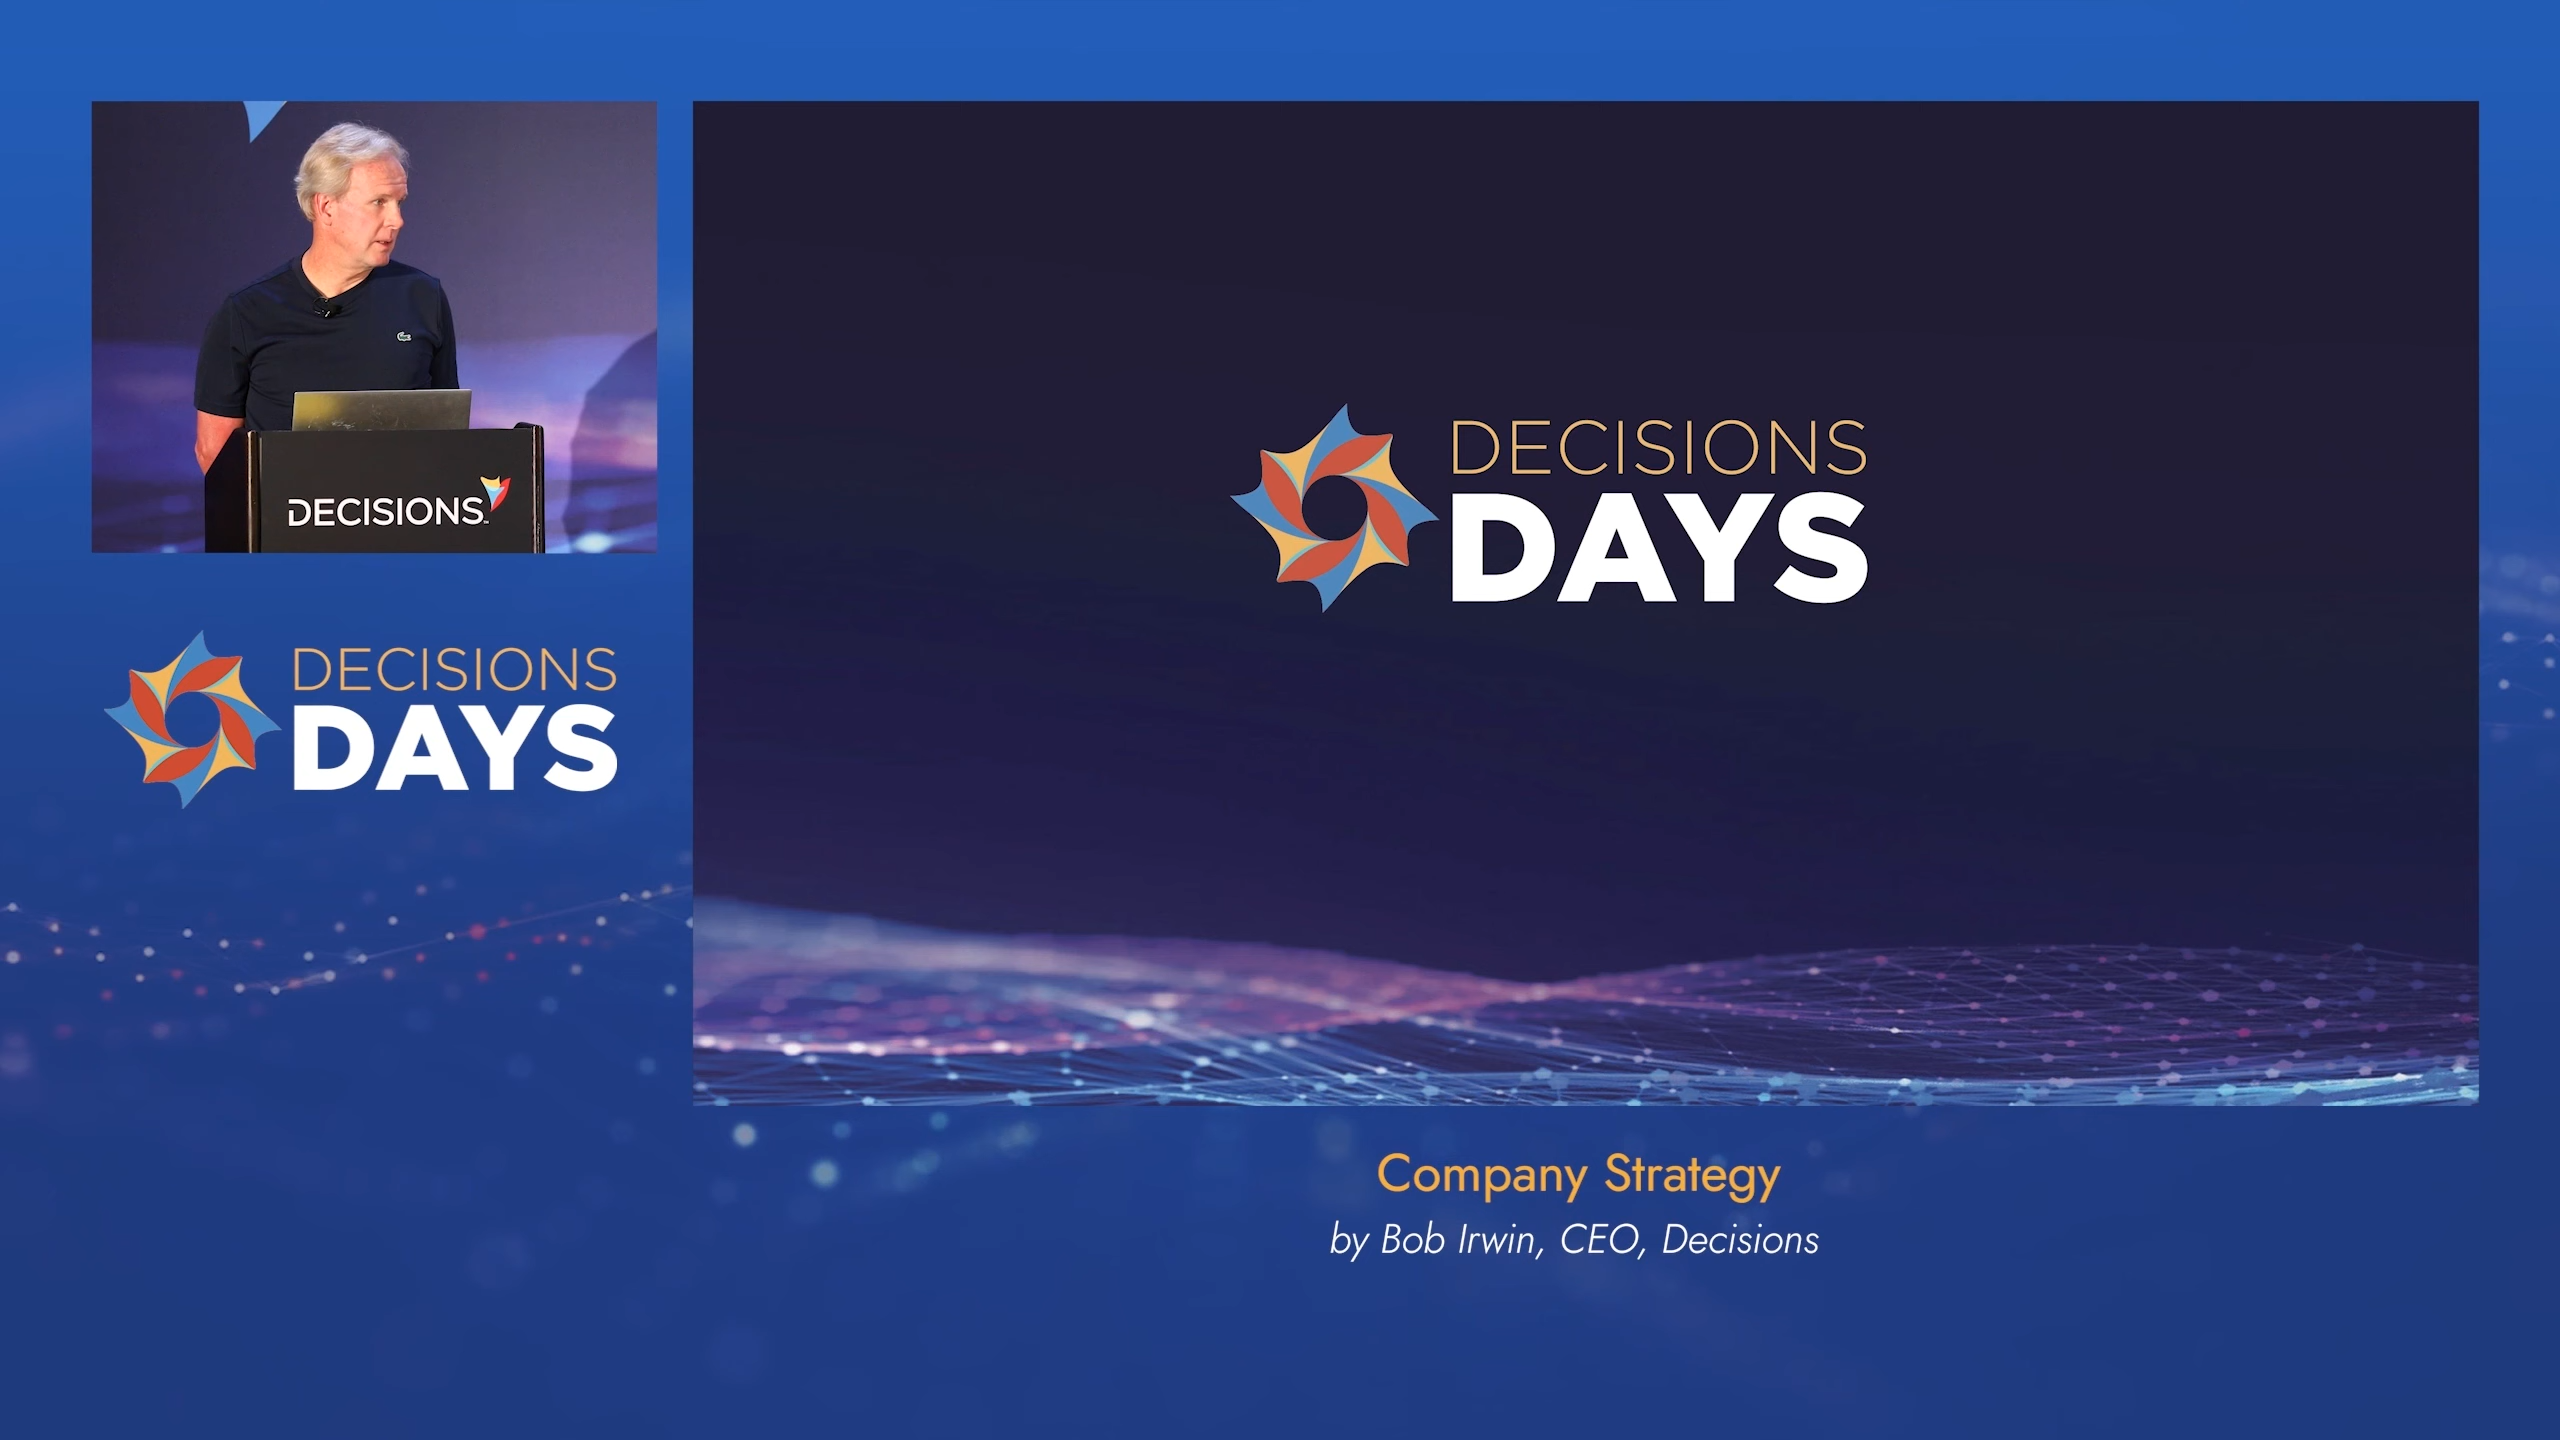 DECISIONS
DECISIONS
DAYS
DECISIONS
DAYS
Company Strategy
by Bob Irwin, CEO, Decisions